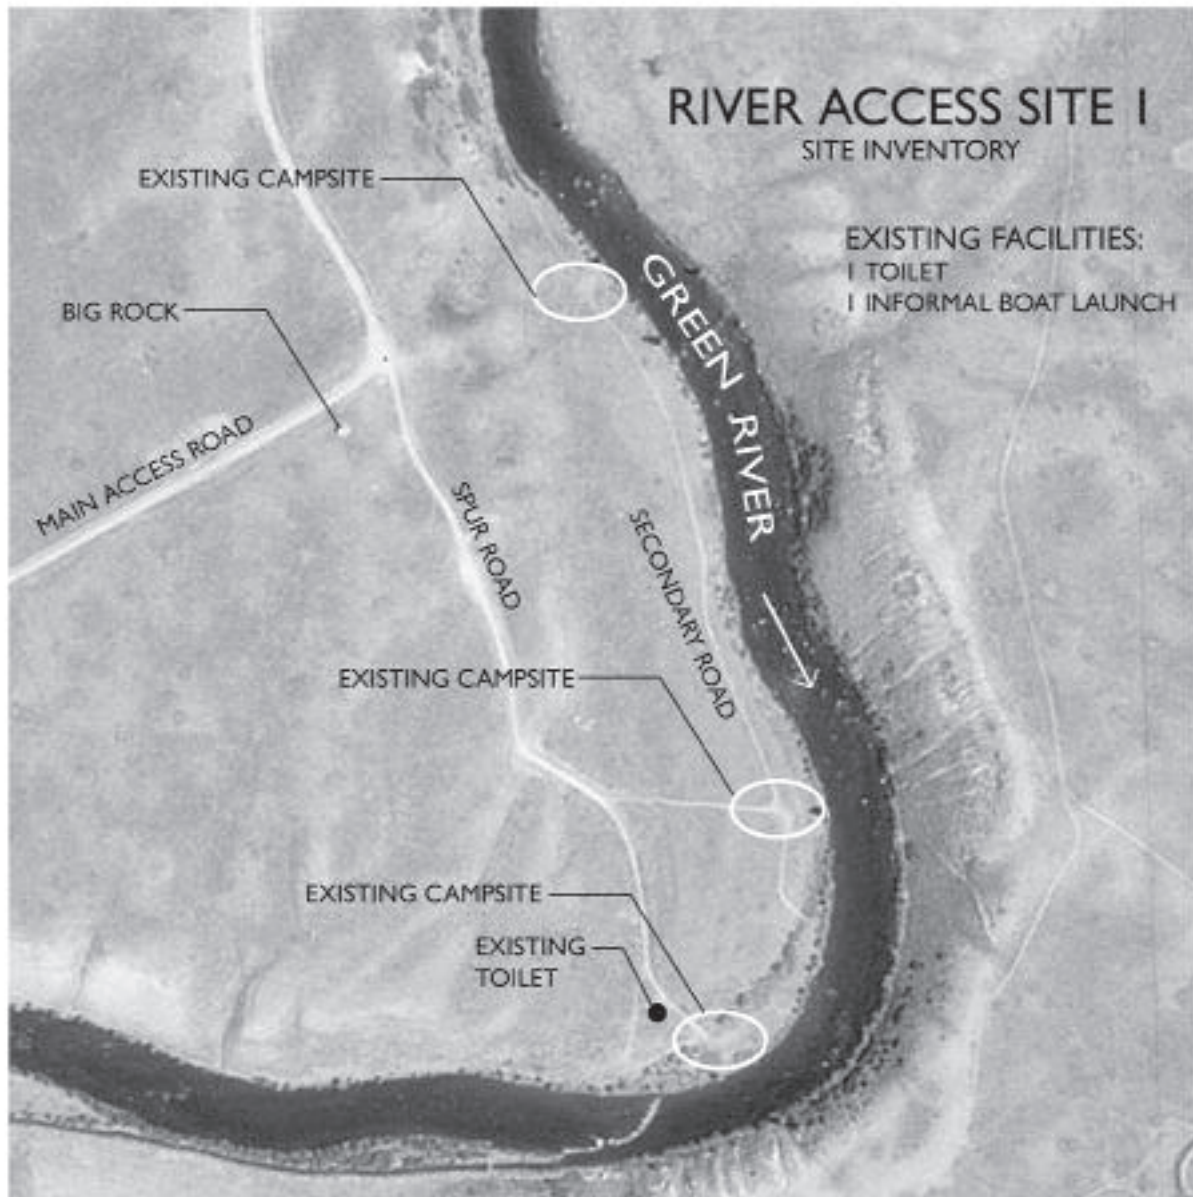 RIVER ACCESS SITE 1
SITE INVENTORY
EXISTING CAMPSITE
EXISTING FACILITIES:
1 TOILET
1 INFORMAL BOAT LAUNCH
BIG ROCK
GREEN RIVER
MAIN ACCESS ROAD
SPUR ROAD
SECONDARY ROAD
EXISTING CAMPSITE
EXISTING CAMPSITE
EXISTING
TOILET